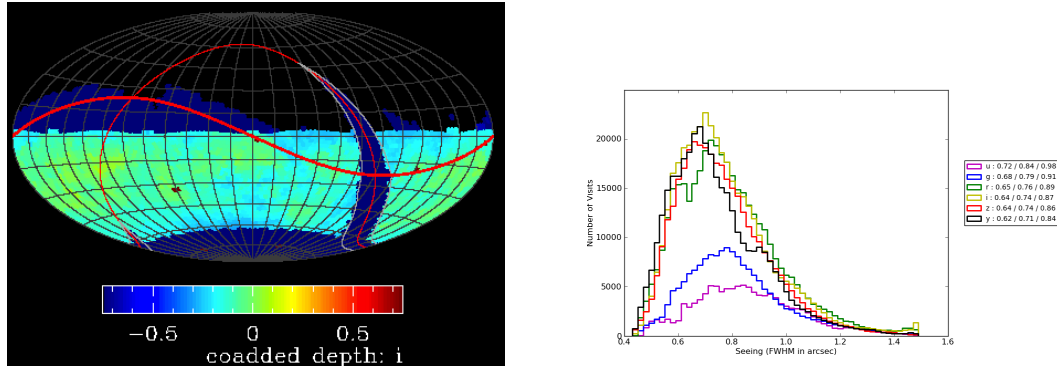 −0.5 0 0.5
coadded depth: i
20000
15000
10000
5000
0
Number of Visits
0.4 0.6 0.8 1.0 1.2 1.4 1.6
Seeing (FWHM in arcsec)
u : 0.72 / 0.84 / 0.98
g : 0.68 / 0.79 / 0.91
r : 0.65 / 0.76 / 0.89
i : 0.64 / 0.74 / 0.87
z : 0.64 / 0.74 / 0.86
y : 0.62 / 0.71 / 0.84